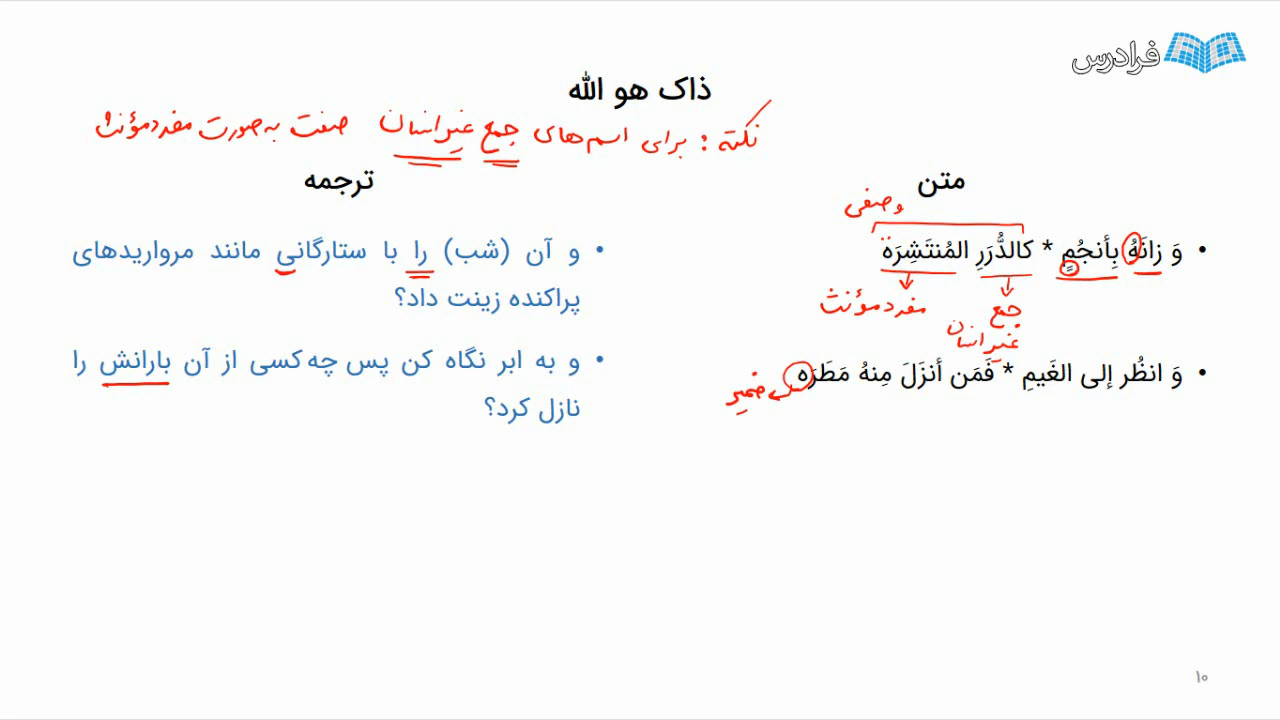 فرادرس
ذاک هو الله
نکته : برای اسم‌های جمع غیرانسان صفت به‌صورت مفرد مؤنث
متن
وصفی
• وَ زانَهُ بِأنجُمٍ * کالدُّرَرِ المُنتَشِرَه
جمع غیرانسان
مفرد مؤنث
• وَ انظُر إلی الغَیمِ * فَمَن أنزَلَ مِنهُ مَطَرَه
ضمیر
ترجمه
• و آن (شب) را با ستارگانی مانند مرواریدهای
پراکنده زینت داد؟
• و به ابر نگاه کن پس چه کسی از آن بارانش را
نازل کرد؟
۱۰